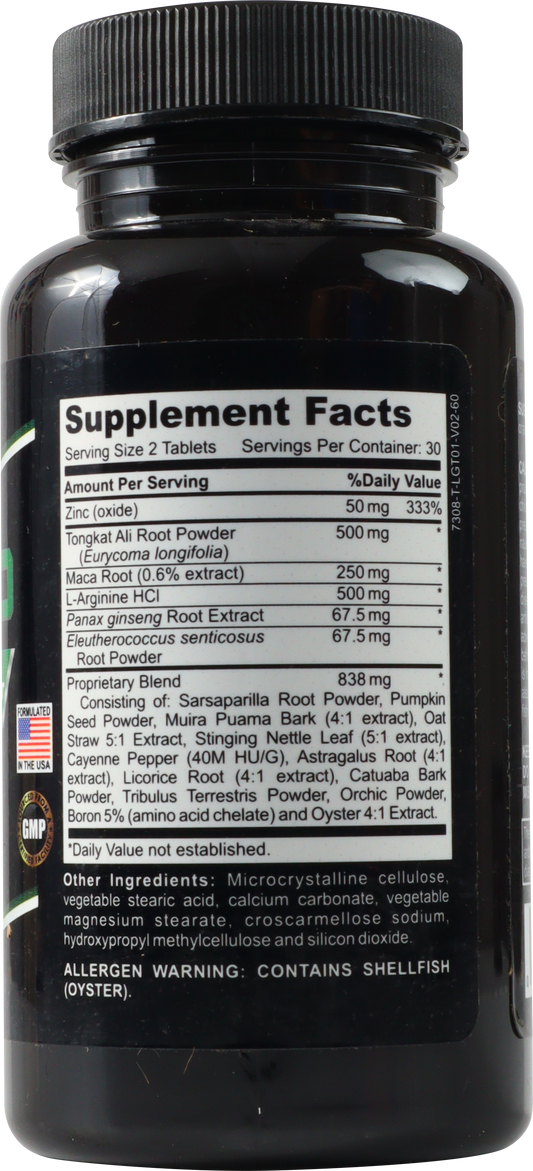 Supplement Facts
Serving Size 2 Tablets Servings Per Container: 30
Amount Per Serving %Daily Value
Zinc (oxide) 50 mg 333%
Tongkat Ali Root Powder 500 mg *
(Eurycoma longifolia)
Maca Root (0.6% extract) 250 mg *
L-Arginine HCl 500 mg *
Panax ginseng Root Extract 67.5 mg *
Eleutherococcus senticosus 67.5 mg *
Root Powder
Proprietary Blend 838 mg *
Consisting of: Sarsaparilla Root Powder, Pumpkin
Seed Powder, Muira Puama Bark (4:1 extract), Oat
Straw 5:1 Extract, Stinging Nettle Leaf (5:1 extract),
Cayenne Pepper (40M HU/G), Astragalus Root (4:1
extract), Licorice Root (4:1 extract), Catuaba Bark
Powder, Tribulus Terrestris Powder, Orchic Powder,
Boron 5% (amino acid chelate) and Oyster 4:1 Extract.
*Daily Value not established.
Other Ingredients: Microcrystalline cellulose,
vegetable stearic acid, calcium carbonate, vegetable
magnesium stearate, croscarmellose sodium,
hydroxypropyl methylcellulose and silicon dioxide.
ALLERGEN WARNING: CONTAINS SHELLFISH
(OYSTER).
7308-T-LGT01-V02-60
FORMULATED
IN THE USA
GMP